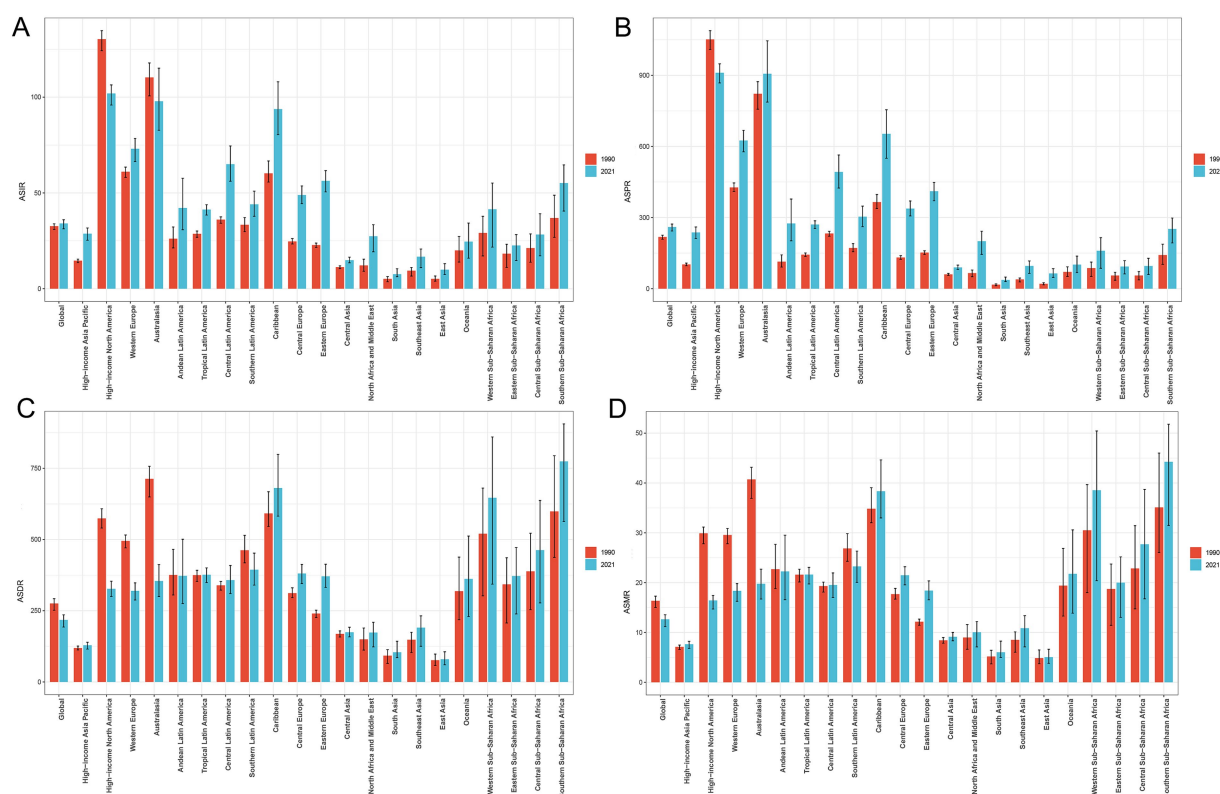 A
ASIR
100
50
0
1990
2021
Global
High-income Asia Pacific
High-income North America
Western Europe
Australasia
Andean Latin America
Tropical Latin America
Central Latin America
Southern Latin America
Caribbean
Central Europe
Eastern Europe
Central Asia
North Africa and Middle East
South Asia
Southeast Asia
East Asia
Oceania
Western Sub-Saharan Africa
Eastern Sub-Saharan Africa
Central Sub-Saharan Africa
Southern Sub-Saharan Africa
B
ASPR
900
600
300
0
199
202
Global
High-income Asia Pacific
High-income North America
Western Europe
Australasia
Andean Latin America
Tropical Latin America
Central Latin America
Southern Latin America
Caribbean
Central Europe
Eastern Europe
Central Asia
North Africa and Middle East
South Asia
Southeast Asia
East Asia
Oceania
Western Sub-Saharan Africa
Eastern Sub-Saharan Africa
Central Sub-Saharan Africa
Southern Sub-Saharan Africa
C
ASDR
750
500
250
0
1990
2021
Global
High-income Asia Pacific
High-income North America
Western Europe
Australasia
Andean Latin America
Tropical Latin America
Central Latin America
Southern Latin America
Caribbean
Central Europe
Eastern Europe
Central Asia
North Africa and Middle East
South Asia
Southeast Asia
East Asia
Oceania
Western Sub-Saharan Africa
Eastern Sub-Saharan Africa
Central Sub-Saharan Africa
Southern Sub-Saharan Africa
D
ASMR
50
40
30
20
10
0
1990
2021
Global
High-income Asia Pacific
High-income North America
Western Europe
Australasia
Andean Latin America
Tropical Latin America
Central Latin America
Southern Latin America
Caribbean
Central Europe
Eastern Europe
Central Asia
North Africa and Middle East
South Asia
Southeast Asia
East Asia
Oceania
Western Sub-Saharan Africa
Eastern Sub-Saharan Africa
Central Sub-Saharan Africa
Southern Sub-Saharan Africa